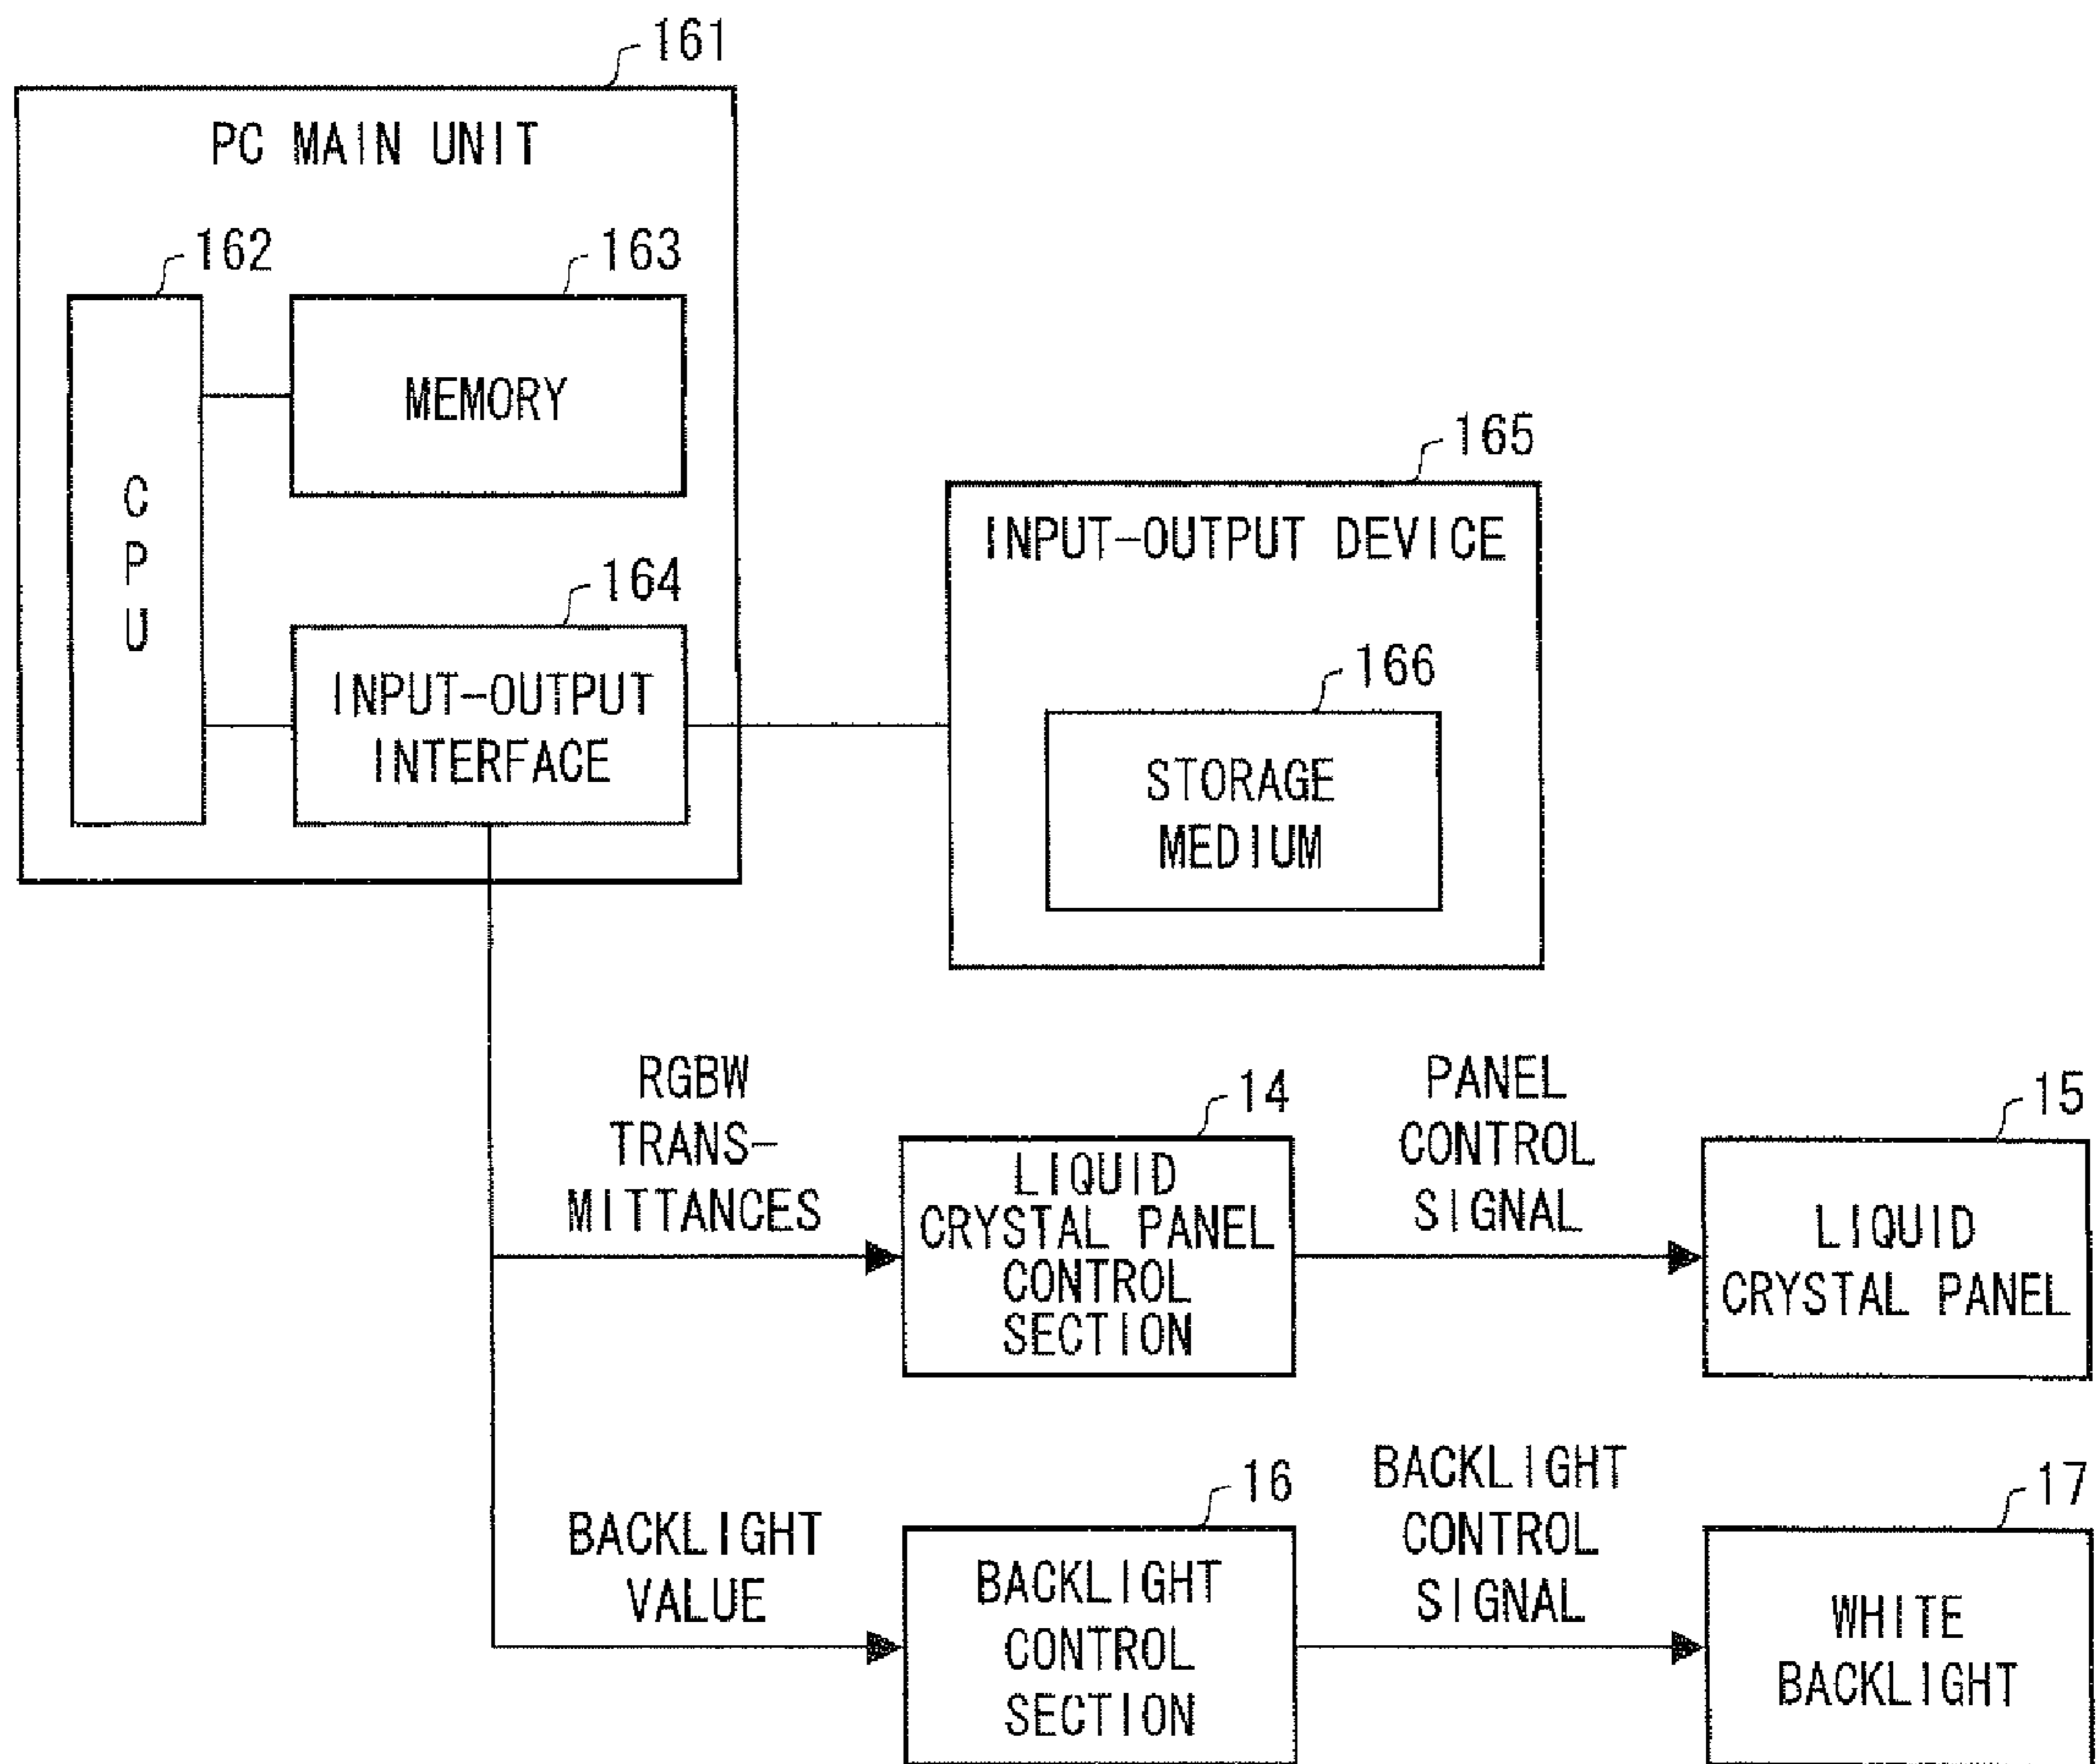 161
PC MAIN UNIT
162
163
MEMORY
C
P
U
164
INPUT-OUTPUT
INTERFACE
165
INPUT-OUTPUT DEVICE
166
STORAGE
MEDIUM
RGBW
TRANS-
MITTANCES
14
LIQUID
CRYSTAL PANEL
CONTROL
SECTION
PANEL
CONTROL
SIGNAL
15
LIQUID
CRYSTAL PANEL
BACKLIGHT
VALUE
16
BACKLIGHT
CONTROL
SECTION
BACKLIGHT
CONTROL
SIGNAL
17
WHITE
BACKLIGHT